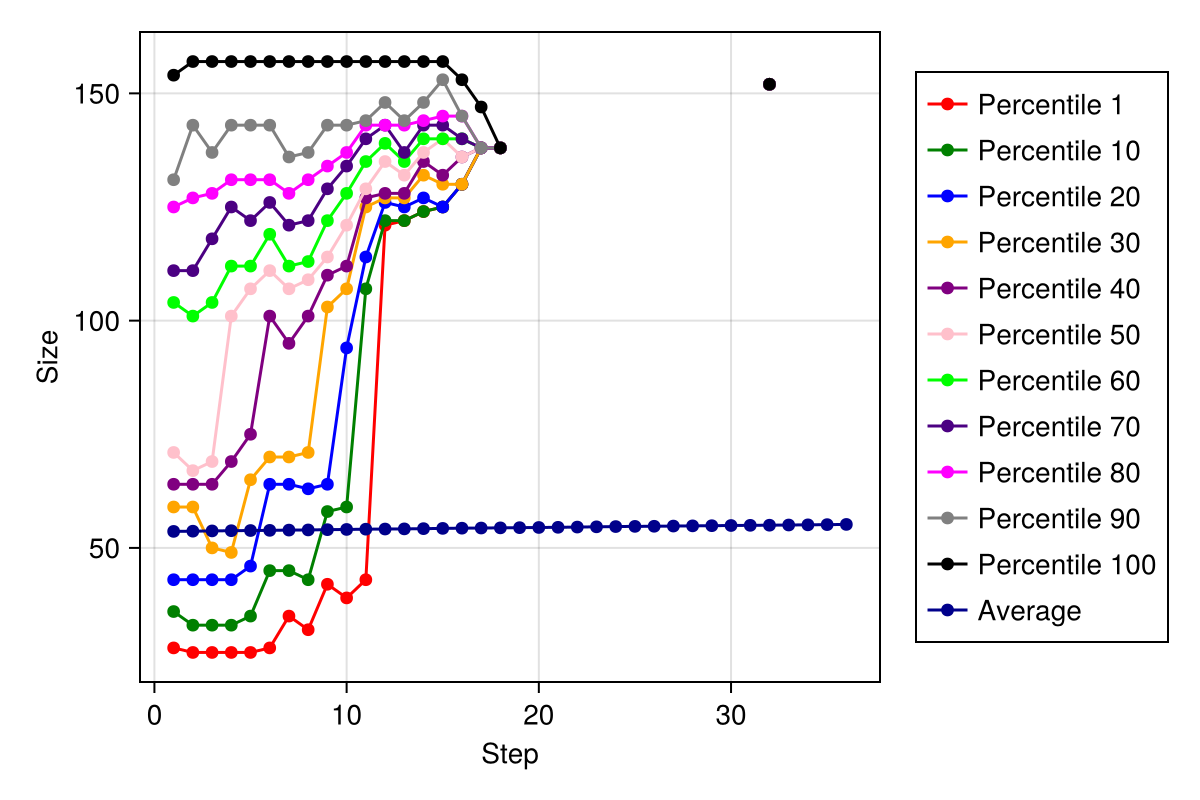 150
100
50
Size
0
10
20
30
Step
Percentile 1
Percentile 10
Percentile 20
Percentile 30
Percentile 40
Percentile 50
Percentile 60
Percentile 70
Percentile 80
Percentile 90
Percentile 100
Average